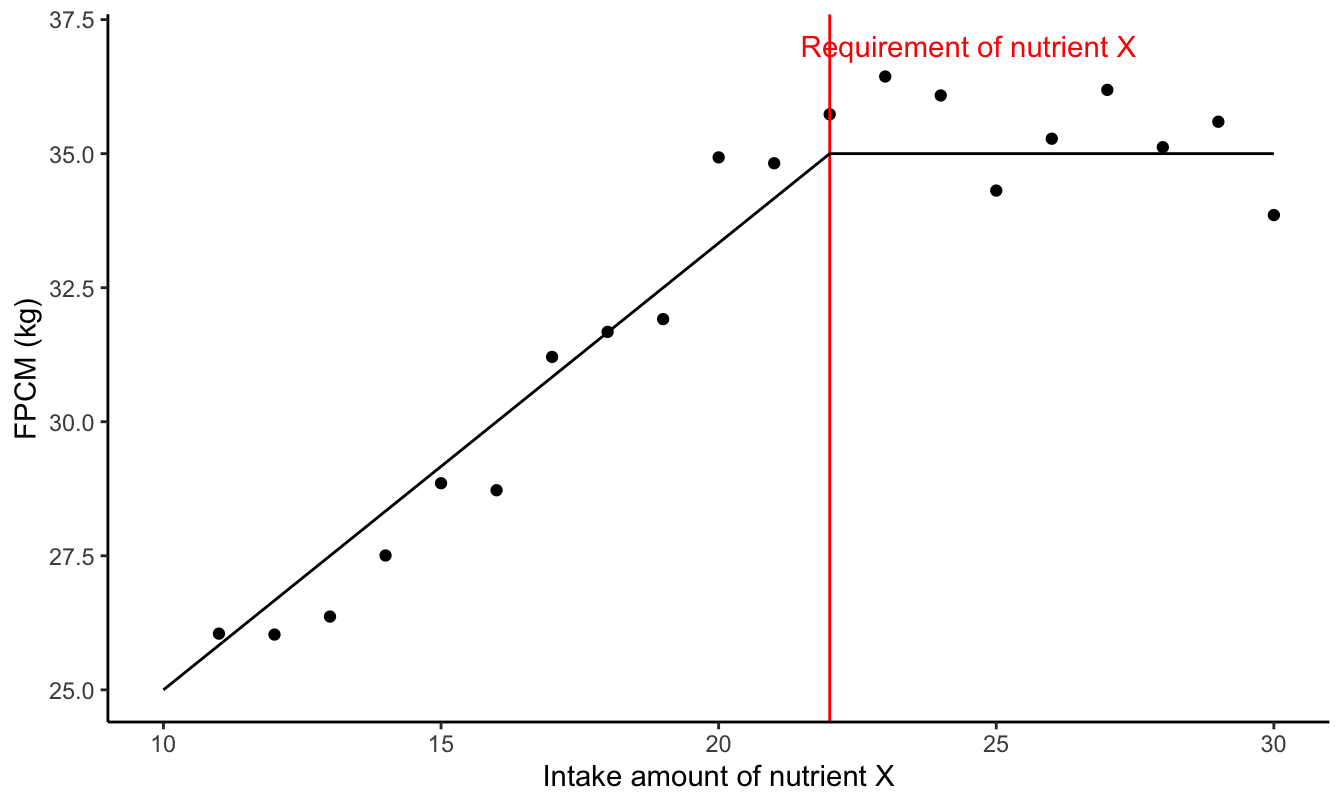 Requirement of nutrient X
FPCM (kg)
37.5
35.0
32.5
30.0
27.5
25.0
10 15 20 25 30
Intake amount of nutrient X